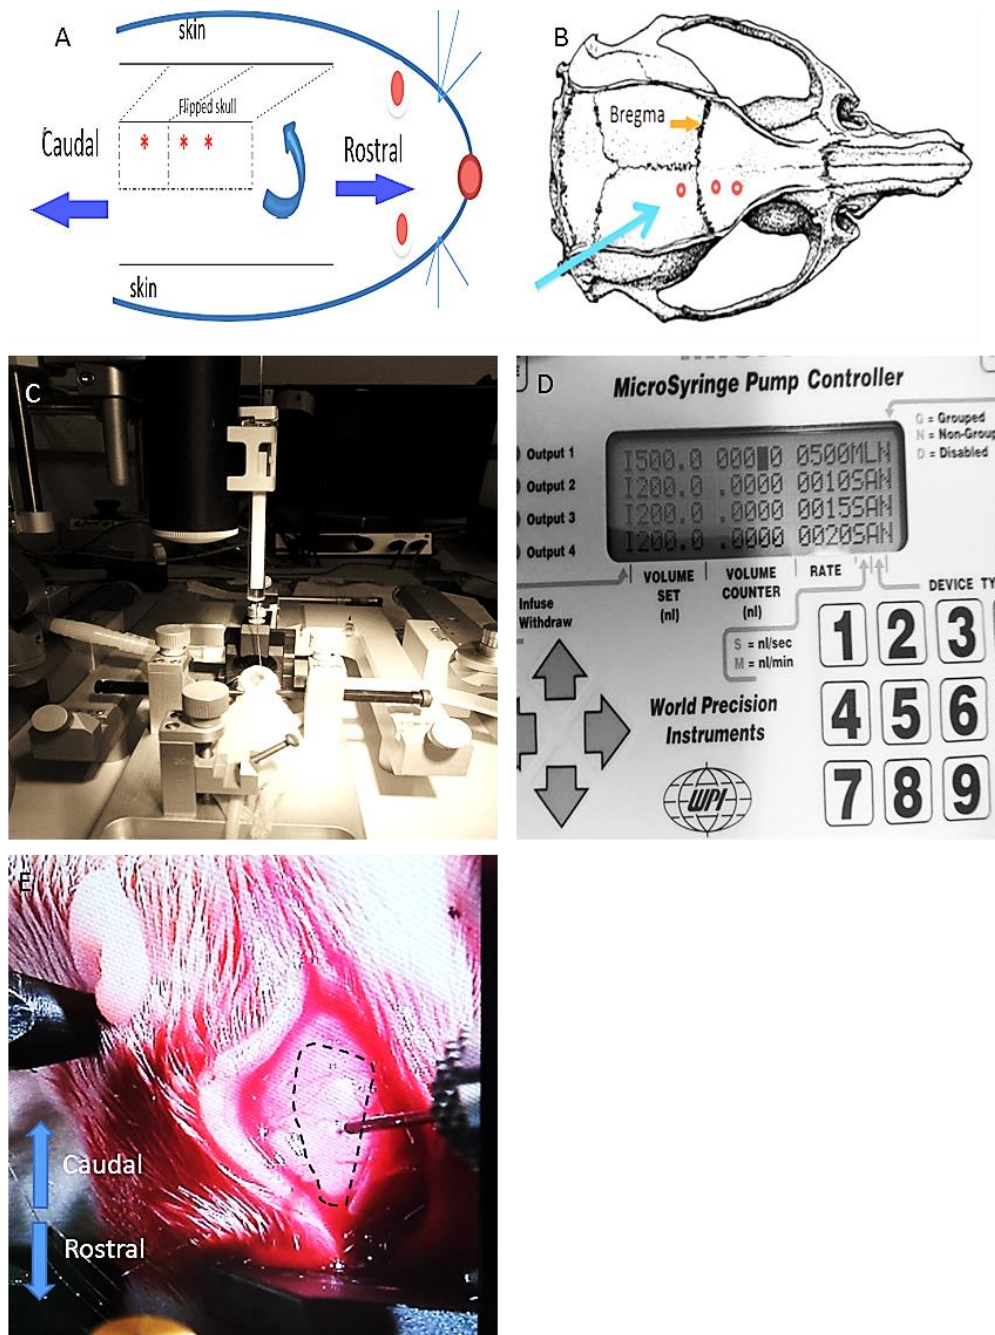 A
skin
Flipped skull
Caudal
Rostral
skin
B
Bregma
C
D
MicroSyringe Pump Controller
G = Grouped
N = Non-Group
D = Disabled
Output 1
Output 2
Output 3
Output 4
I500.0 000 0 0500MLN
I200.0 .0000 0010SAN
I200.0 .0000 0015SAN
I200.0 .0000 0020SAN
VOLUME
SET
(nl)
VOLUME
COUNTER
(nl)
RATE
DEVICE TY
Infuse
Withdraw
S = nl/sec
M = nl/min
World Precision
Instruments
WPI
1 2 3
4 5 6
7 8 9
E
Caudal
Rostral